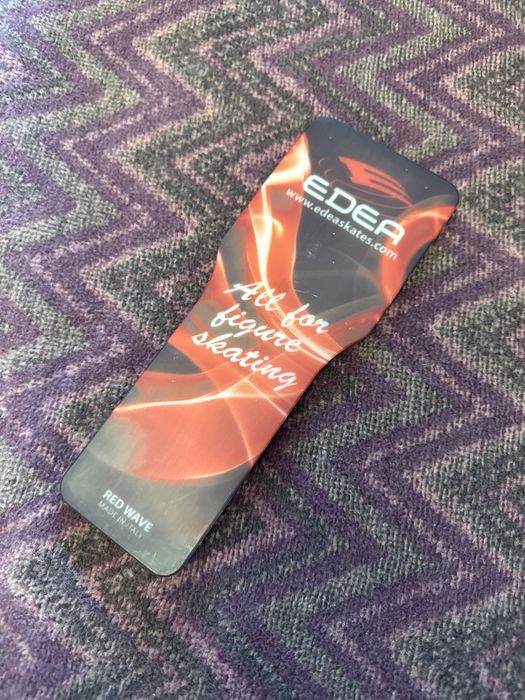 EDEA
www.edeaskates.com
All for
figure
skating
RED WAVE
MADE IN ITALY